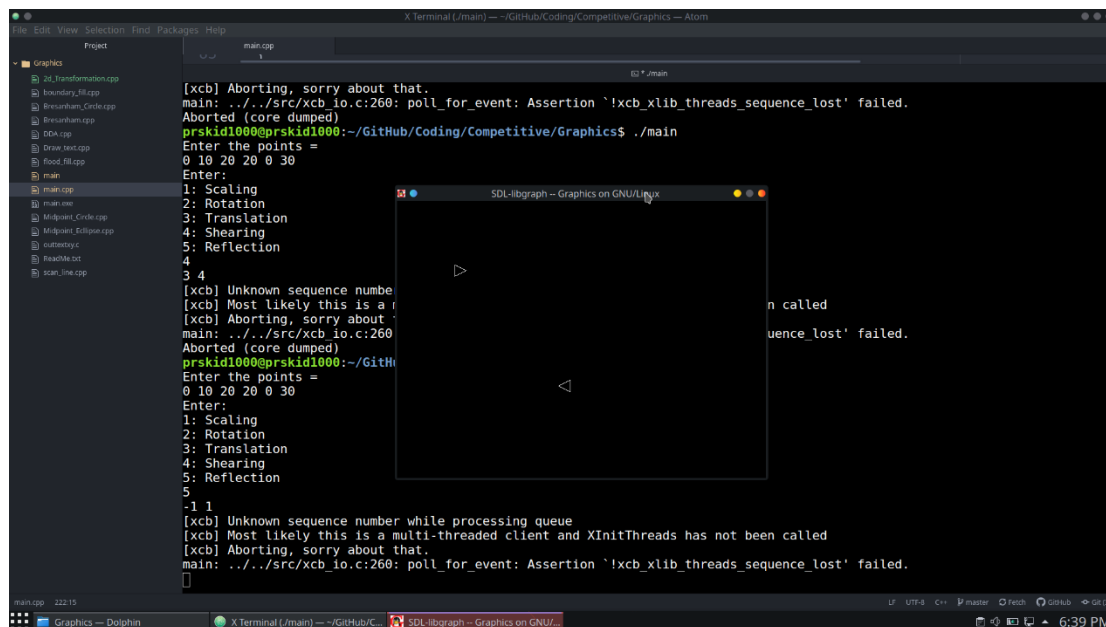 X Terminal (./main) — ~/GitHub/Coding/Competitive/Graphics — Atom
File Edit View Selection Find Packages Help
Project
main.cpp
Graphics
2d_Transformation.cpp
boundary_fill.cpp
Bresanham_Circle.cpp
Bresanham.cpp
DDA.cpp
Draw_text.cpp
flood_fill.cpp
main
main.cpp
main.exe
Midpoint_Circle.cpp
Midpoint_Ecllipse.cpp
outtextxy.c
ReadMe.txt
scan_line.cpp
* ./main
[xcb] Aborting, sorry about that.
main: ../../src/xcb_io.c:260: poll_for_event: Assertion `!xcb_xlib_threads_sequence_lost' failed.
Aborted (core dumped)
prskid1000@prskid1000:~/GitHub/Coding/Competitive/Graphics$ ./main
Enter the points =
0 10 20 20 0 30
Enter:
1: Scaling
2: Rotation
3: Translation
4: Shearing
5: Reflection
4
3 4
[xcb] Unknown sequence numbe
[xcb] Most likely this is a n called
[xcb] Aborting, sorry about
main: ../../src/xcb_io.c:260 uence_lost' failed.
Aborted (core dumped)
prskid1000@prskid1000:~/GitH
Enter the points =
0 10 20 20 0 30
Enter:
1: Scaling
2: Rotation
3: Translation
4: Shearing
5: Reflection
5
-1 1
[xcb] Unknown sequence number while processing queue
[xcb] Most likely this is a multi-threaded client and XInitThreads has not been called
[xcb] Aborting, sorry about that.
main: ../../src/xcb_io.c:260: poll_for_event: Assertion `!xcb_xlib_threads_sequence_lost' failed.
SDL-libgraph -- Graphics on GNU/Linux
main.cpp 222:15
LF UTF-8 C++ master Fetch GitHub Git (
Graphics — Dolphin
X Terminal (./main) — ~/GitHub/C...
SDL-libgraph -- Graphics on GNU/...
6:39 PM